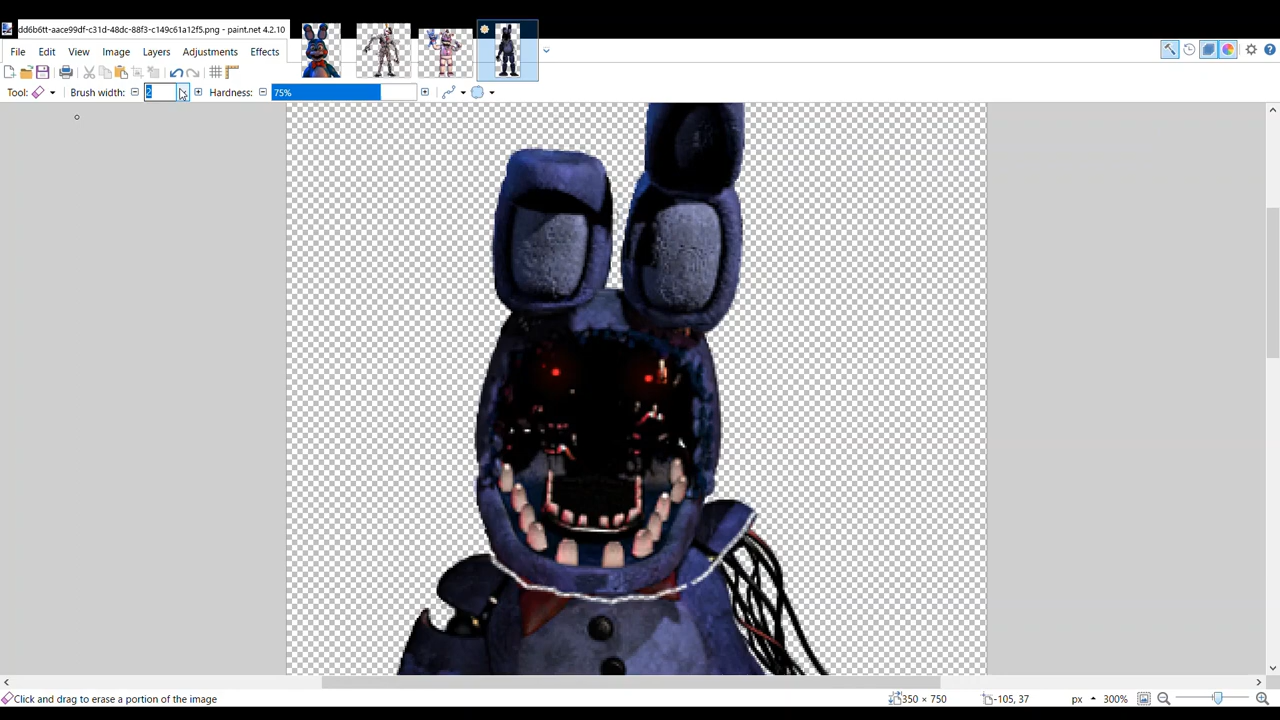 dd6b6tt-aace99df-c31d-48dc-88f3-c149c61a12f5.png - paint.net 4.2.10
File Edit View Image Layers Adjustments Effects
Tool: Brush width: 2 Hardness: 75%
Click and drag to erase a portion of the image 350 × 750 -105, 37 px 300%